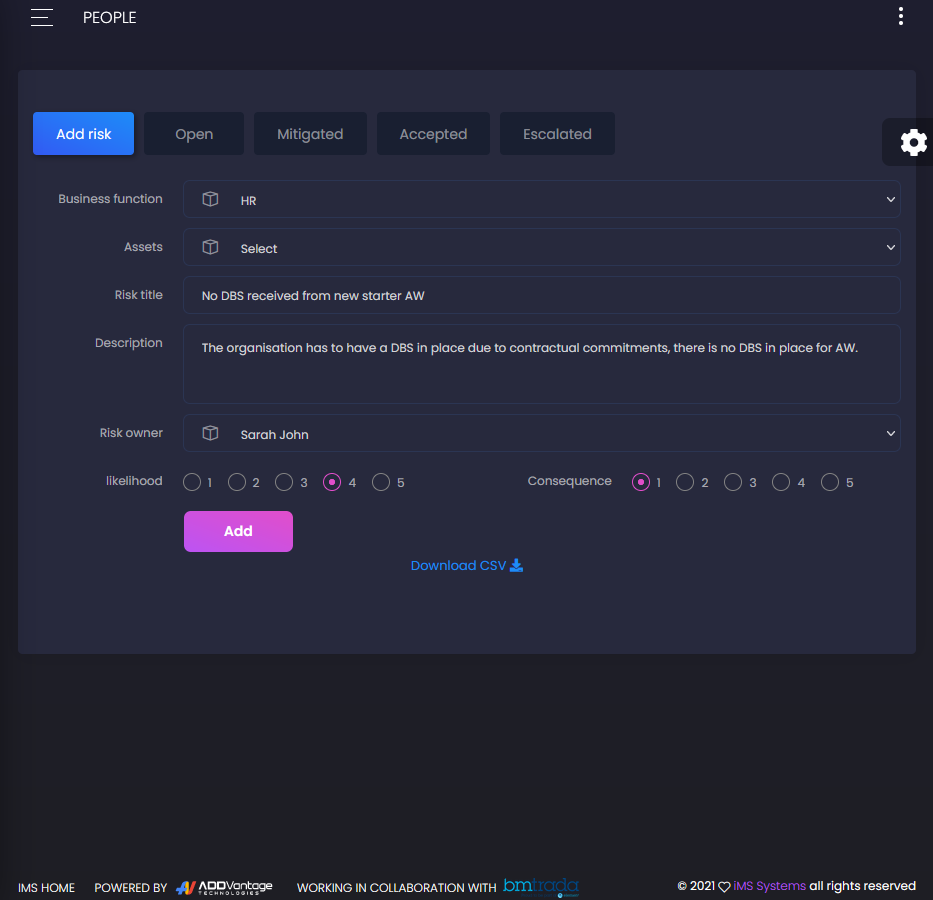 PEOPLE
Add risk Open Mitigated Accepted Escalated
Business function HR
Assets Select
Risk title No DBS received from new starter AW
Description The organisation has to have a DBS in place due to contractual commitments, there is no DBS in place for AW.
Risk owner Sarah John
likelihood 1 2 3 4 5 Consequence 1 2 3 4 5
Add
Download CSV
IMS HOME POWERED BY ADDVantage TECHNOLOGIES WORKING IN COLLABORATION WITH bmtrada © 2021 iMS Systems all rights reserved